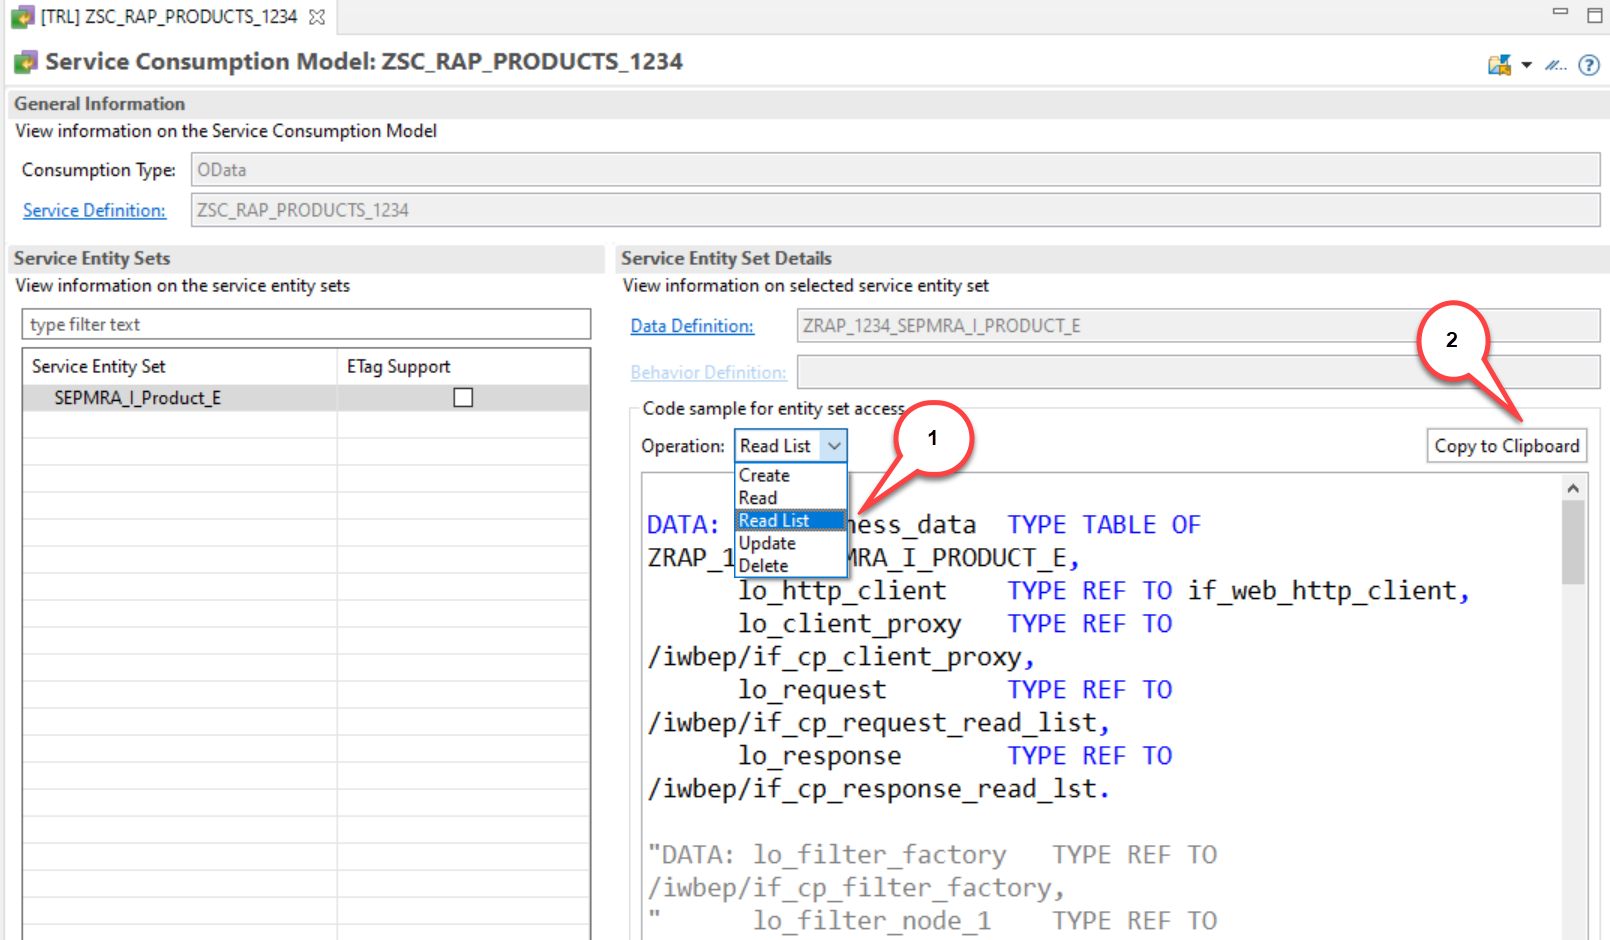 [TRL] ZSC_RAP_PRODUCTS_1234
Service Consumption Model: ZSC_RAP_PRODUCTS_1234
General Information
View information on the Service Consumption Model
Consumption Type: OData
Service Definition: ZSC_RAP_PRODUCTS_1234
Service Entity Sets
View information on the service entity sets
type filter text
Service Entity Set ETag Support
SEPMRA_I_Product_E
Service Entity Set Details
View information on selected service entity set
Data Definition: ZRAP_1234_SEPMRA_I_PRODUCT_E
Behavior Definition:
2
Code sample for entity set access
1
Operation: Read List
Copy to Clipboard
Create
Read
Read List
Update
Delete
DATA: ness_data TYPE TABLE OF
ZRAP_1 MRA_I_PRODUCT_E,
lo_http_client TYPE REF TO if_web_http_client,
lo_client_proxy TYPE REF TO
/iwbep/if_cp_client_proxy,
lo_request TYPE REF TO
/iwbep/if_cp_request_read_list,
lo_response TYPE REF TO
/iwbep/if_cp_response_read_lst.
"DATA: lo_filter_factory TYPE REF TO
/iwbep/if_cp_filter_factory,
" lo_filter_node_1 TYPE REF TO